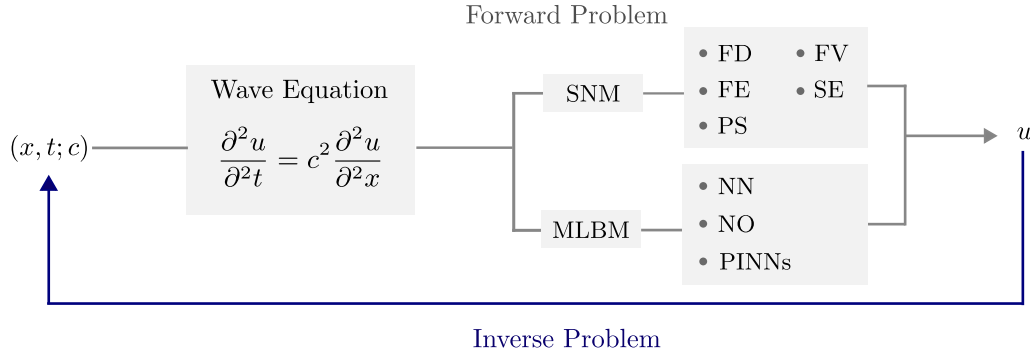 Forward Problem
(x, t; c)
Wave Equation
∂²u/∂²t = c² ∂²u/∂²x
SNM
• FD
• FE
• PS
• FV
• SE
MLBM
• NN
• NO
• PINNs
u
Inverse Problem